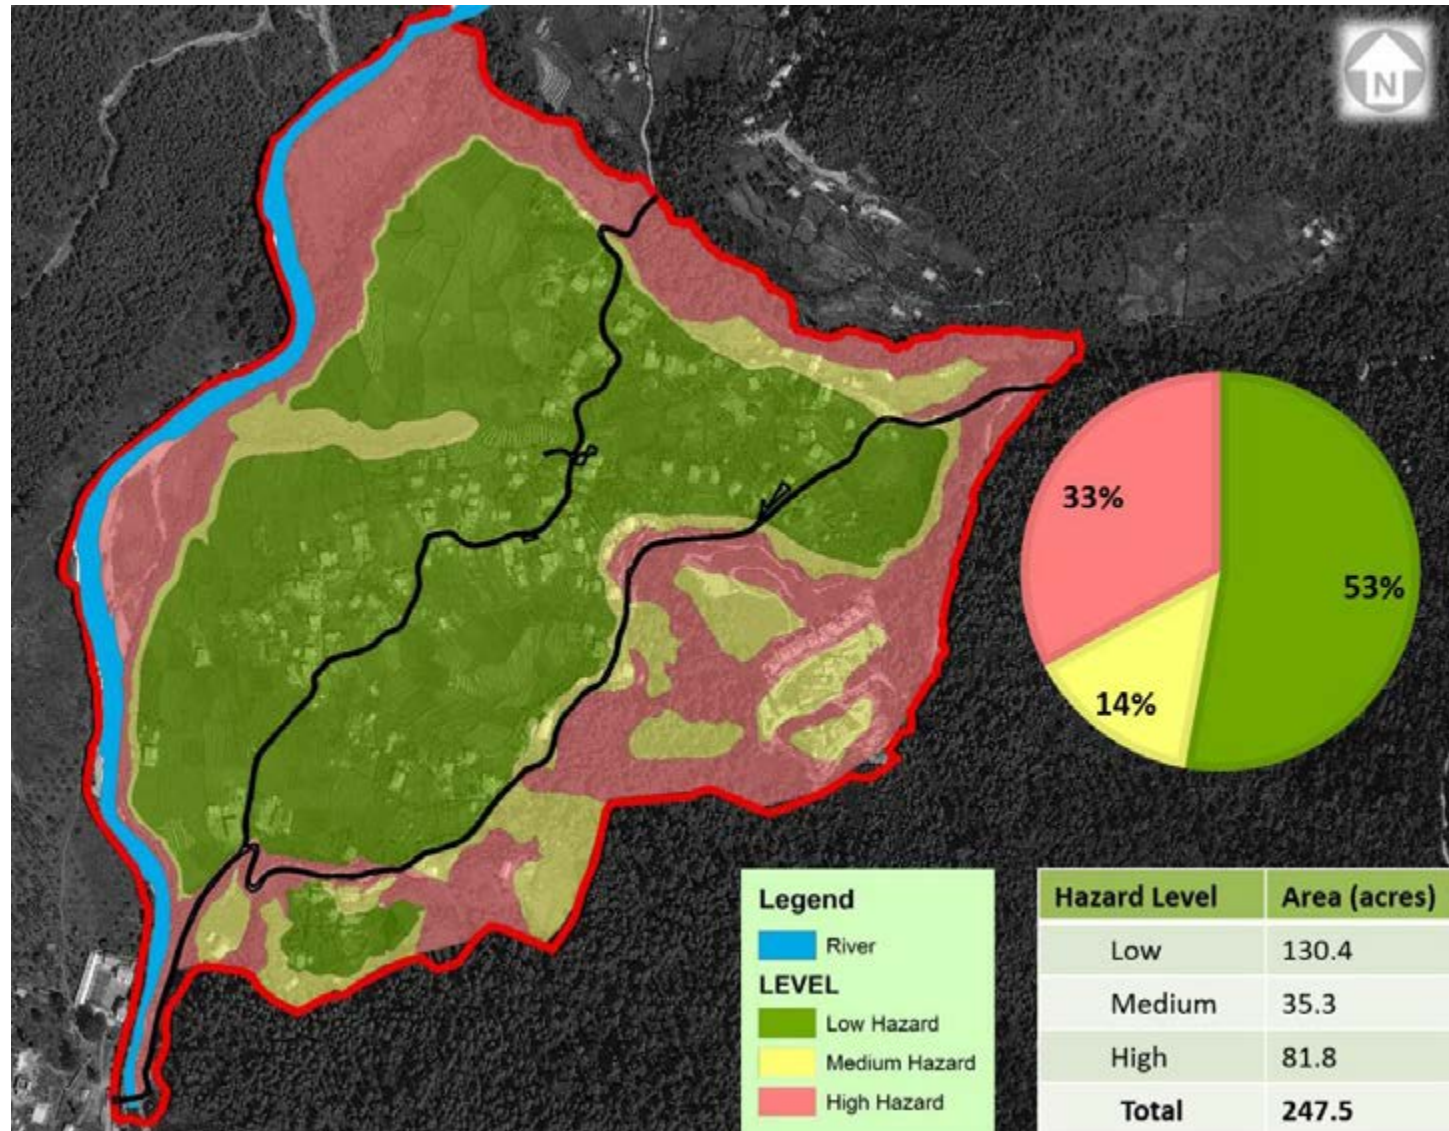 N
33%
53%
14%
Legend
River
LEVEL
Low Hazard
Medium Hazard
High Hazard
Hazard Level Area (acres)
Low 130.4
Medium 35.3
High 81.8
Total 247.5